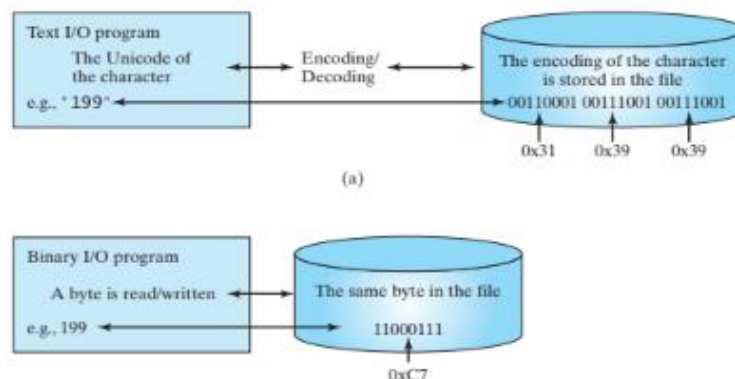 Text I/O program
The Unicode of
the character
e.g., "199"
Encoding/
Decoding
The encoding of the character
is stored in the file
00110001 00111001 00111001
0x31 0x39 0x39
(a)
Binary I/O program
A byte is read/written
e.g., 199
The same byte in the file
11000111
0xC7